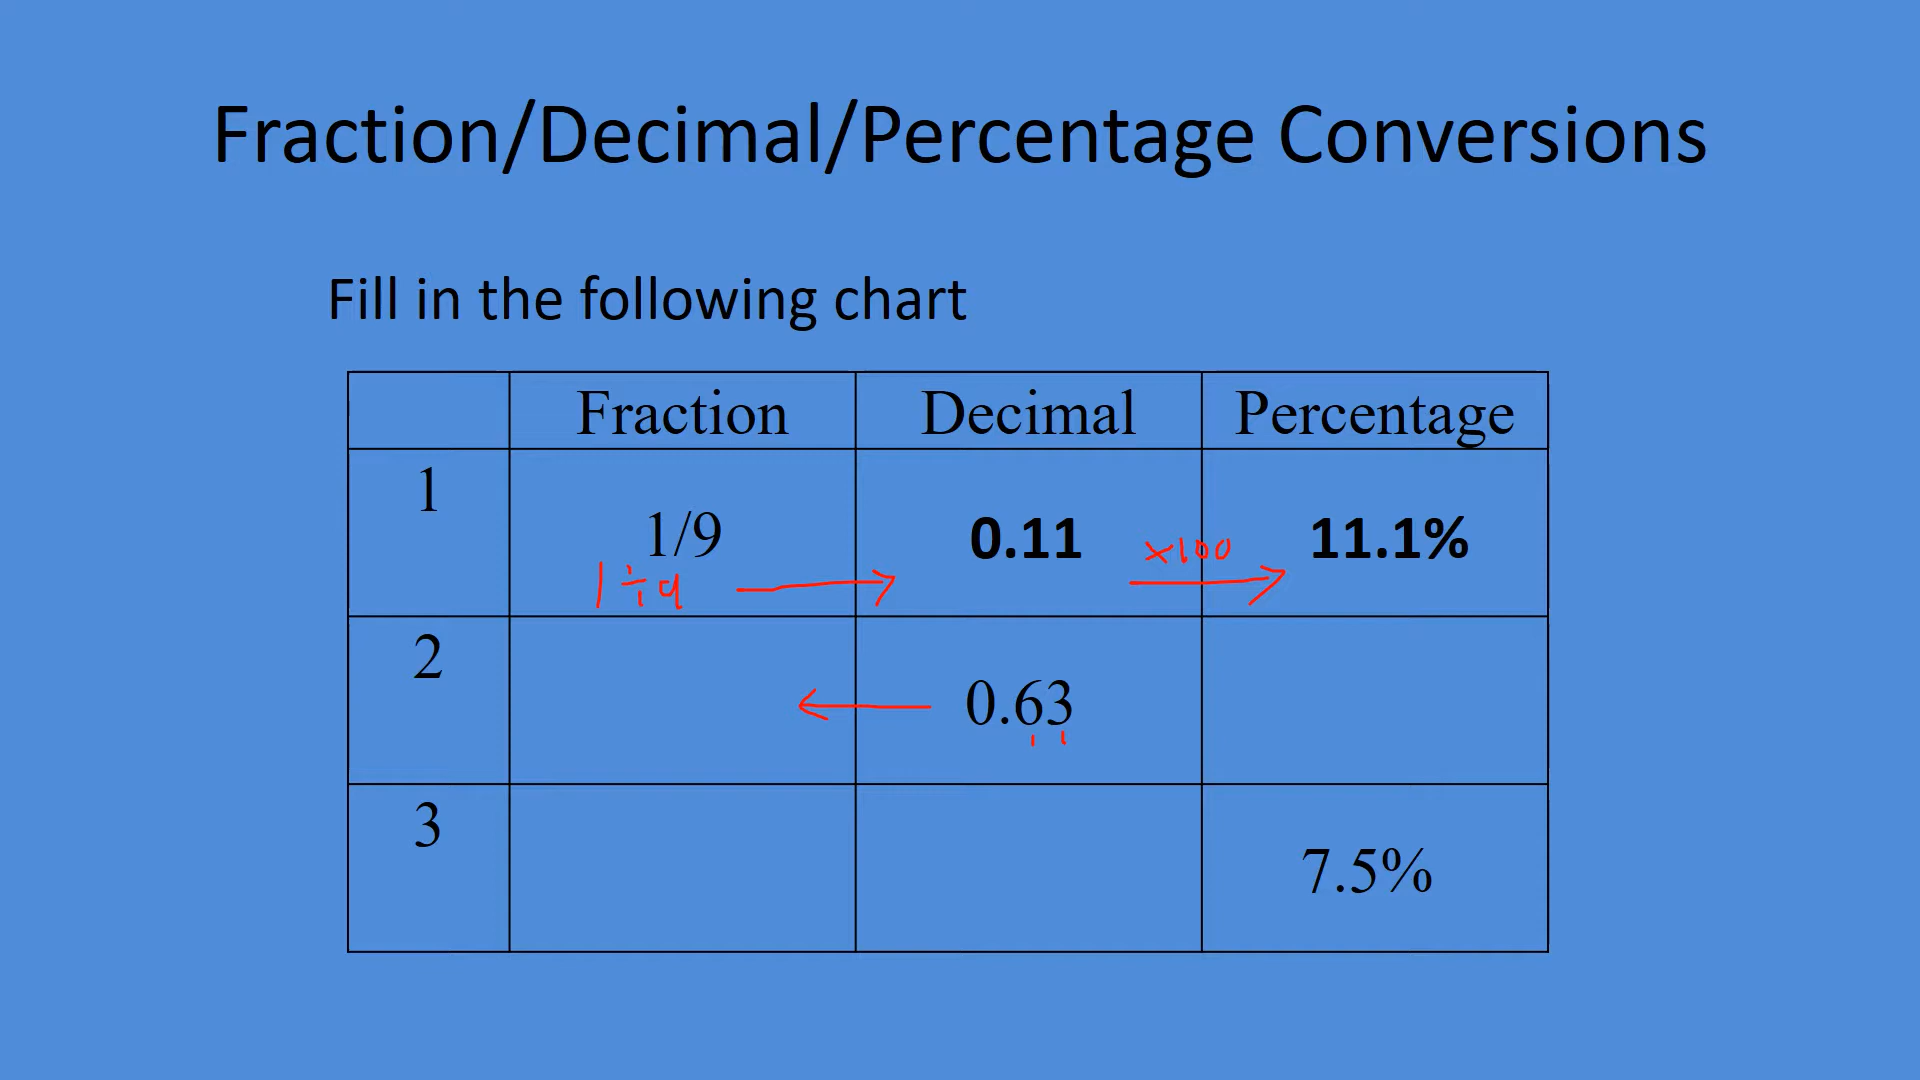 Fraction/Decimal/Percentage Conversions
Fill in the following chart
Fraction Decimal Percentage
1 1/9 0.11 ×100 11.1%
1÷9
2 0.63
3 7.5%